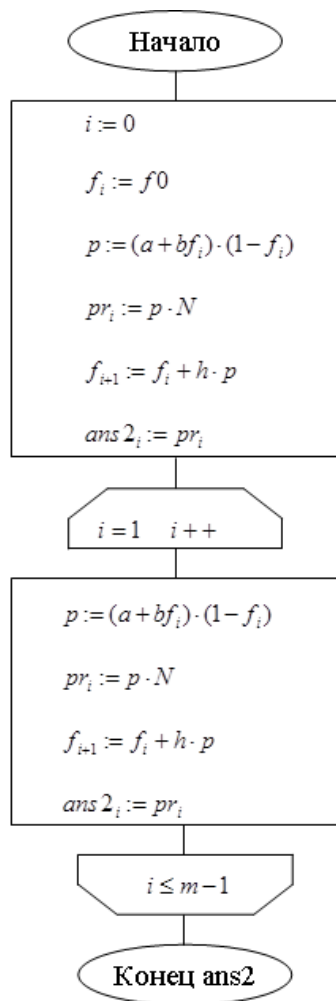 Начало
i := 0
f_i := f0
p := (a + bf_i) · (1 − f_i)
pr_i := p · N
f_{i+1} := f_i + h · p
ans2_i := pr_i
i = 1 i + +
p := (a + bf_i) · (1 − f_i)
pr_i := p · N
f_{i+1} := f_i + h · p
ans2_i := pr_i
i ≤ m − 1
Конец ans2